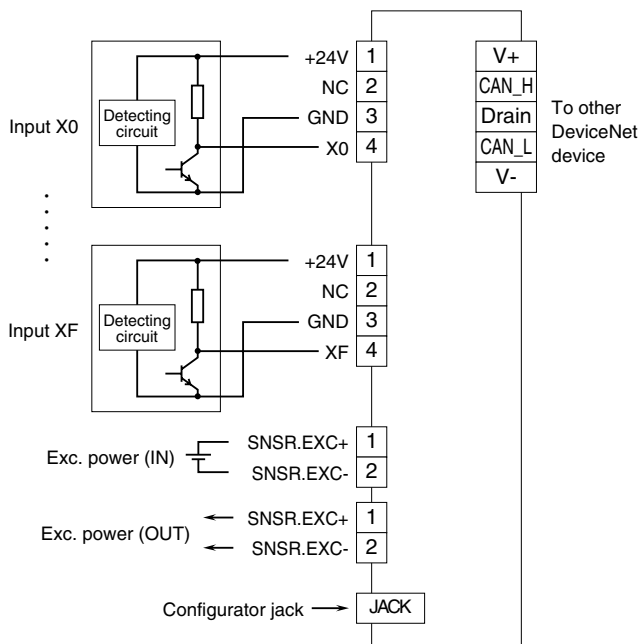 Input X0
Detecting
circuit
+24V 1
NC 2
GND 3
X0 4
V+
CAN_H
Drain
CAN_L
V-
To other
DeviceNet
device
Input XF
Detecting
circuit
+24V 1
NC 2
GND 3
XF 4
Exc. power (IN)
SNSR.EXC+ 1
SNSR.EXC- 2
Exc. power (OUT)
SNSR.EXC+ 1
SNSR.EXC- 2
Configurator jack
JACK